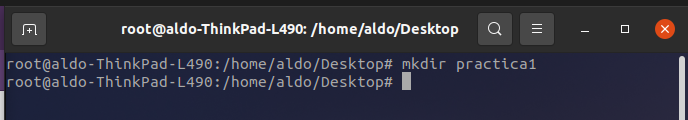 root@aldo-ThinkPad-L490: /home/aldo/Desktop
root@aldo-ThinkPad-L490:/home/aldo/Desktop# mkdir practica1
root@aldo-ThinkPad-L490:/home/aldo/Desktop#